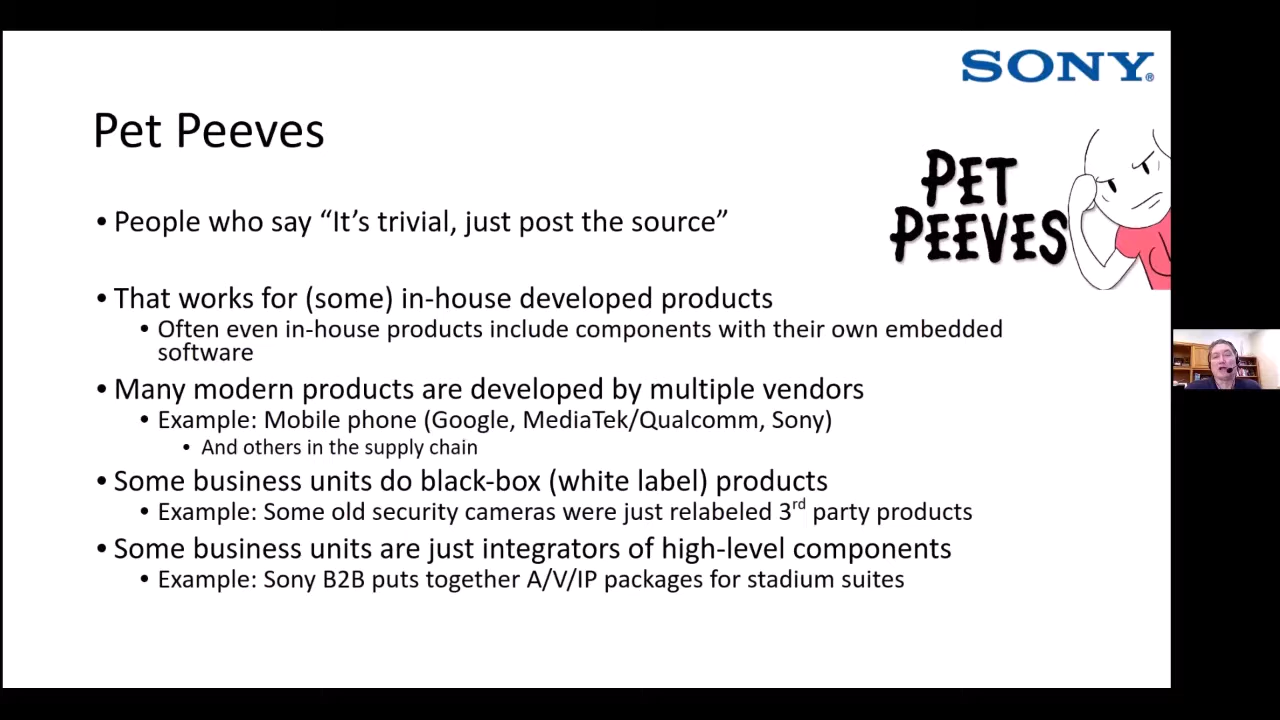 SONY®
Pet Peeves
PET
PEEVES
• People who say “It’s trivial, just post the source”
• That works for (some) in-house developed products
• Often even in-house products include components with their own embedded
software
• Many modern products are developed by multiple vendors
• Example: Mobile phone (Google, MediaTek/Qualcomm, Sony)
• And others in the supply chain
• Some business units do black-box (white label) products
• Example: Some old security cameras were just relabeled 3rd party products
• Some business units are just integrators of high-level components
• Example: Sony B2B puts together A/V/IP packages for stadium suites